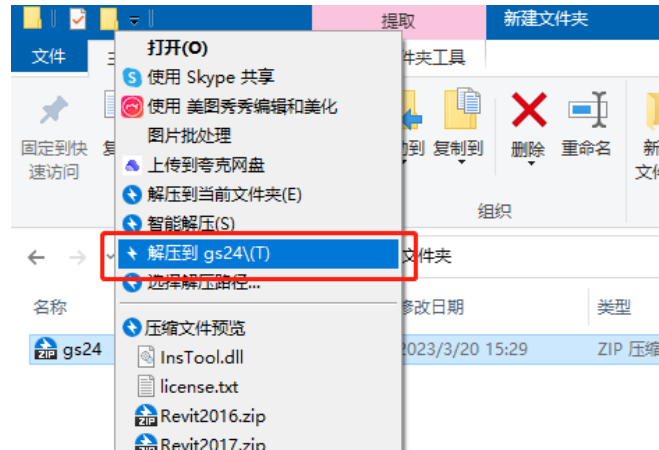 提取
新建文件夹
文件
件夹工具
打开(O)
使用 Skype 共享
使用 美图秀秀编辑和美化
图片批处理
上传到夸克网盘
解压到当前文件夹(E)
智能解压(S)
解压到 gs24\(T)
选择解压路径...
压缩文件预览
InsTool.dll
license.txt
Revit2016.zip
Revit2017.zip
固定到快
速访问
复制到
删除
重命名
新
文件
组织
文件夹
名称
修改日期
类型
gs24
2023/3/20 15:29
ZIP 压缩